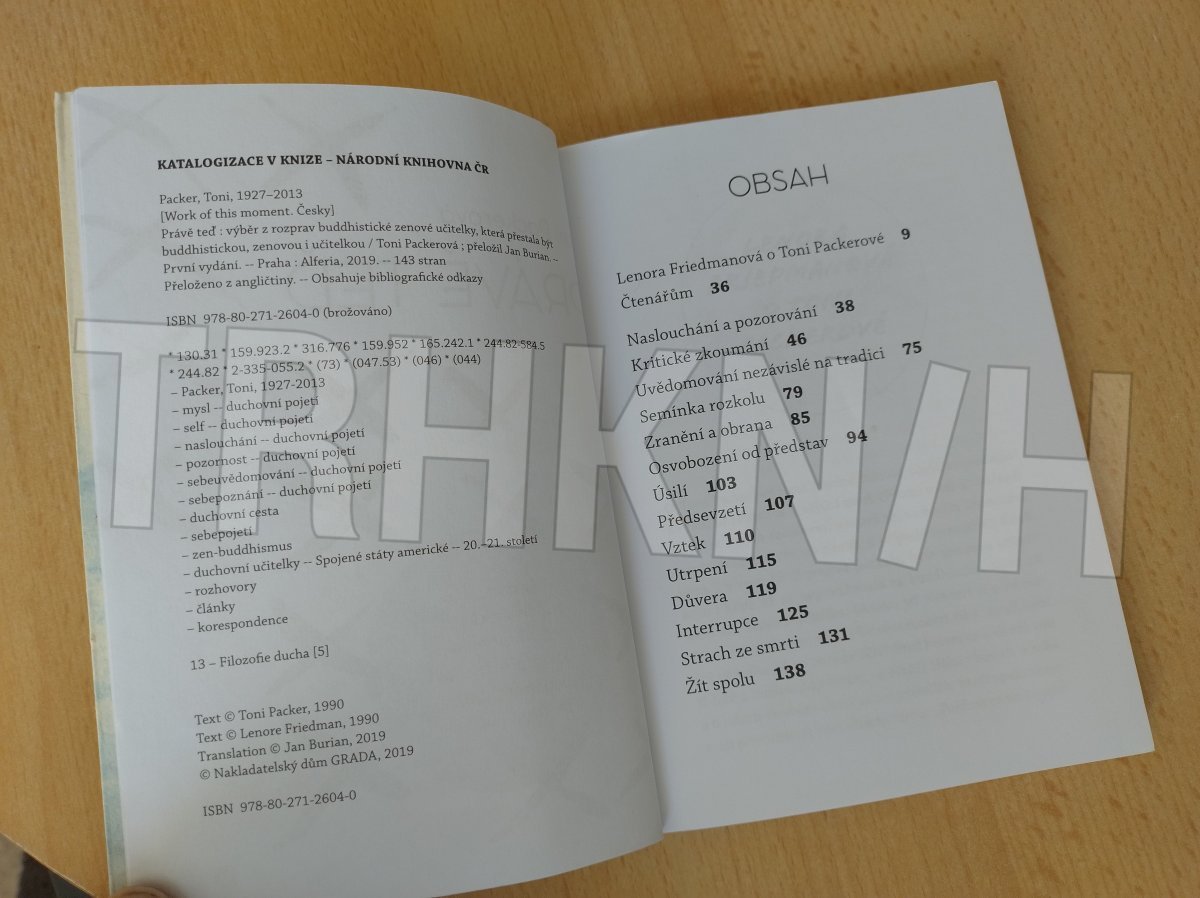 KATALOGIZACE V KNIZE – NÁRODNÍ KNIHOVNA ČR
Packer, Toni, 1927–2013
[Work of this moment. Česky]
Právě teď : výběr z rozprav buddhistické zenové učitelky, která přestala být
buddhistickou, zenovou i učitelkou / Toni Packerová ; přeložil Jan Burian. --
První vydání. -- Praha : Alferia, 2019. -- 143 stran
Přeloženo z angličtiny. -- Obsahuje bibliografické odkazy
ISBN 978-80-271-2604-0 (brožováno)
* 130.31 * 159.923.2 * 316.776 * 159.952 * 165.242.1 * 244.82:584.5
* 244.82 * 2-335-055.2 * (73) * (047.53) * (046) * (044)
– Packer, Toni, 1927-2013
– mysl -- duchovní pojetí
– self -- duchovní pojetí
– naslouchání -- duchovní pojetí
– pozornost -- duchovní pojetí
– sebeuvědomování -- duchovní pojetí
– sebepoznání -- duchovní pojetí
– duchovní cesta
– sebepojetí
– zen-buddhismus
– duchovní učitelky -- Spojené státy americké -- 20.–21. století
– rozhovory
– články
– korespondence
13 – Filozofie ducha [5]
Text © Toni Packer, 1990
Text © Lenore Friedman, 1990
Translation © Jan Burian, 2019
© Nakladatelský dům GRADA, 2019
ISBN 978-80-271-2604-0
OBSAH
Lenora Friedmanová o Toni Packerové 9
Čtenářům 36
Naslouchání a pozorování 38
Kritické zkoumání 46
Uvědomování nezávislé na tradici 75
Semínka rozkolu 79
Zranění a obrana 85
Osvobození od představ 94
Úsilí 103
Předsevzetí 107
Vztek 110
Utrpení 115
Důvera 119
Interrupce 125
Strach ze smrti 131
Žít spolu 138
TRHKN/H